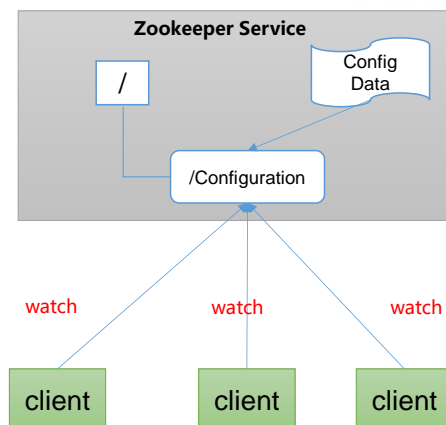 Zookeeper Service
/
Config
Data
/Configuration
watch
watch
watch
client
client
client